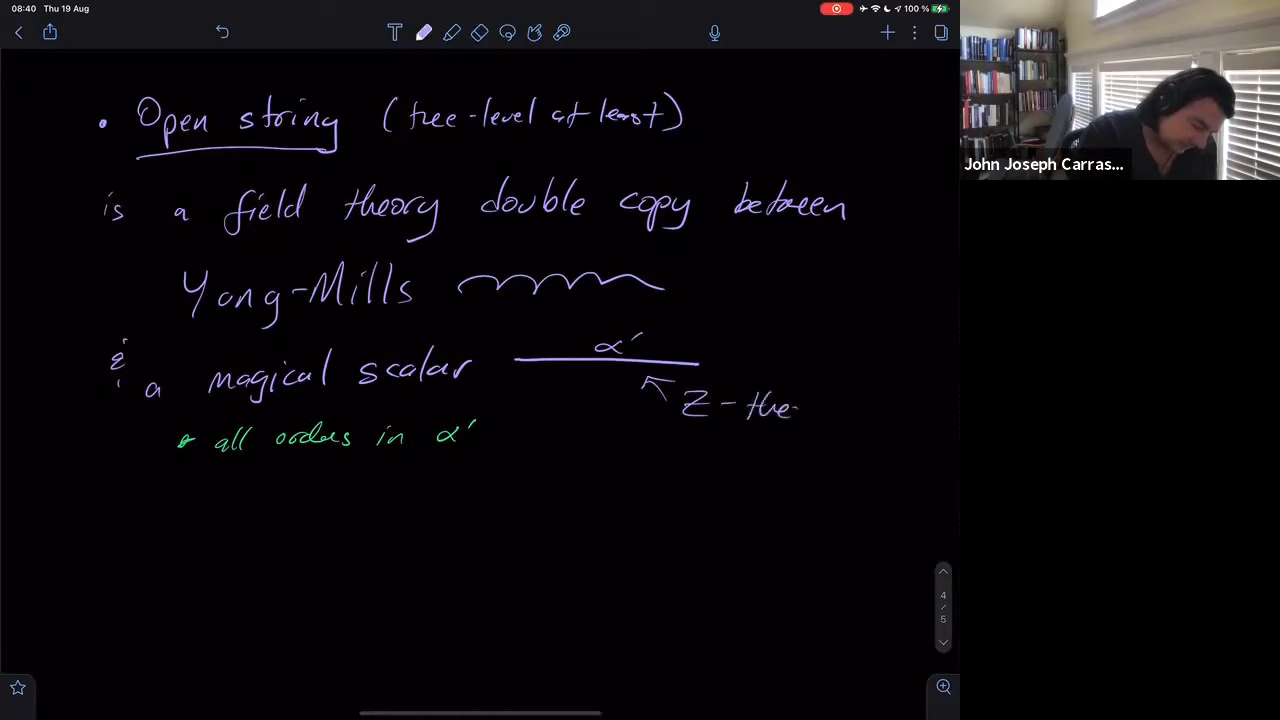 08:40 Thu 19 Aug
100 %
• Open string (tree-level at least)
is a field theory double copy between
Yang-Mills
& a magical scalar α'
Z-the
• all orders in α'
4
/
5
John Joseph Carras...